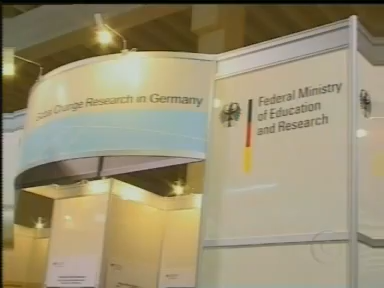 Global Change Research in Germany
Federal Ministry
of Education
and Research